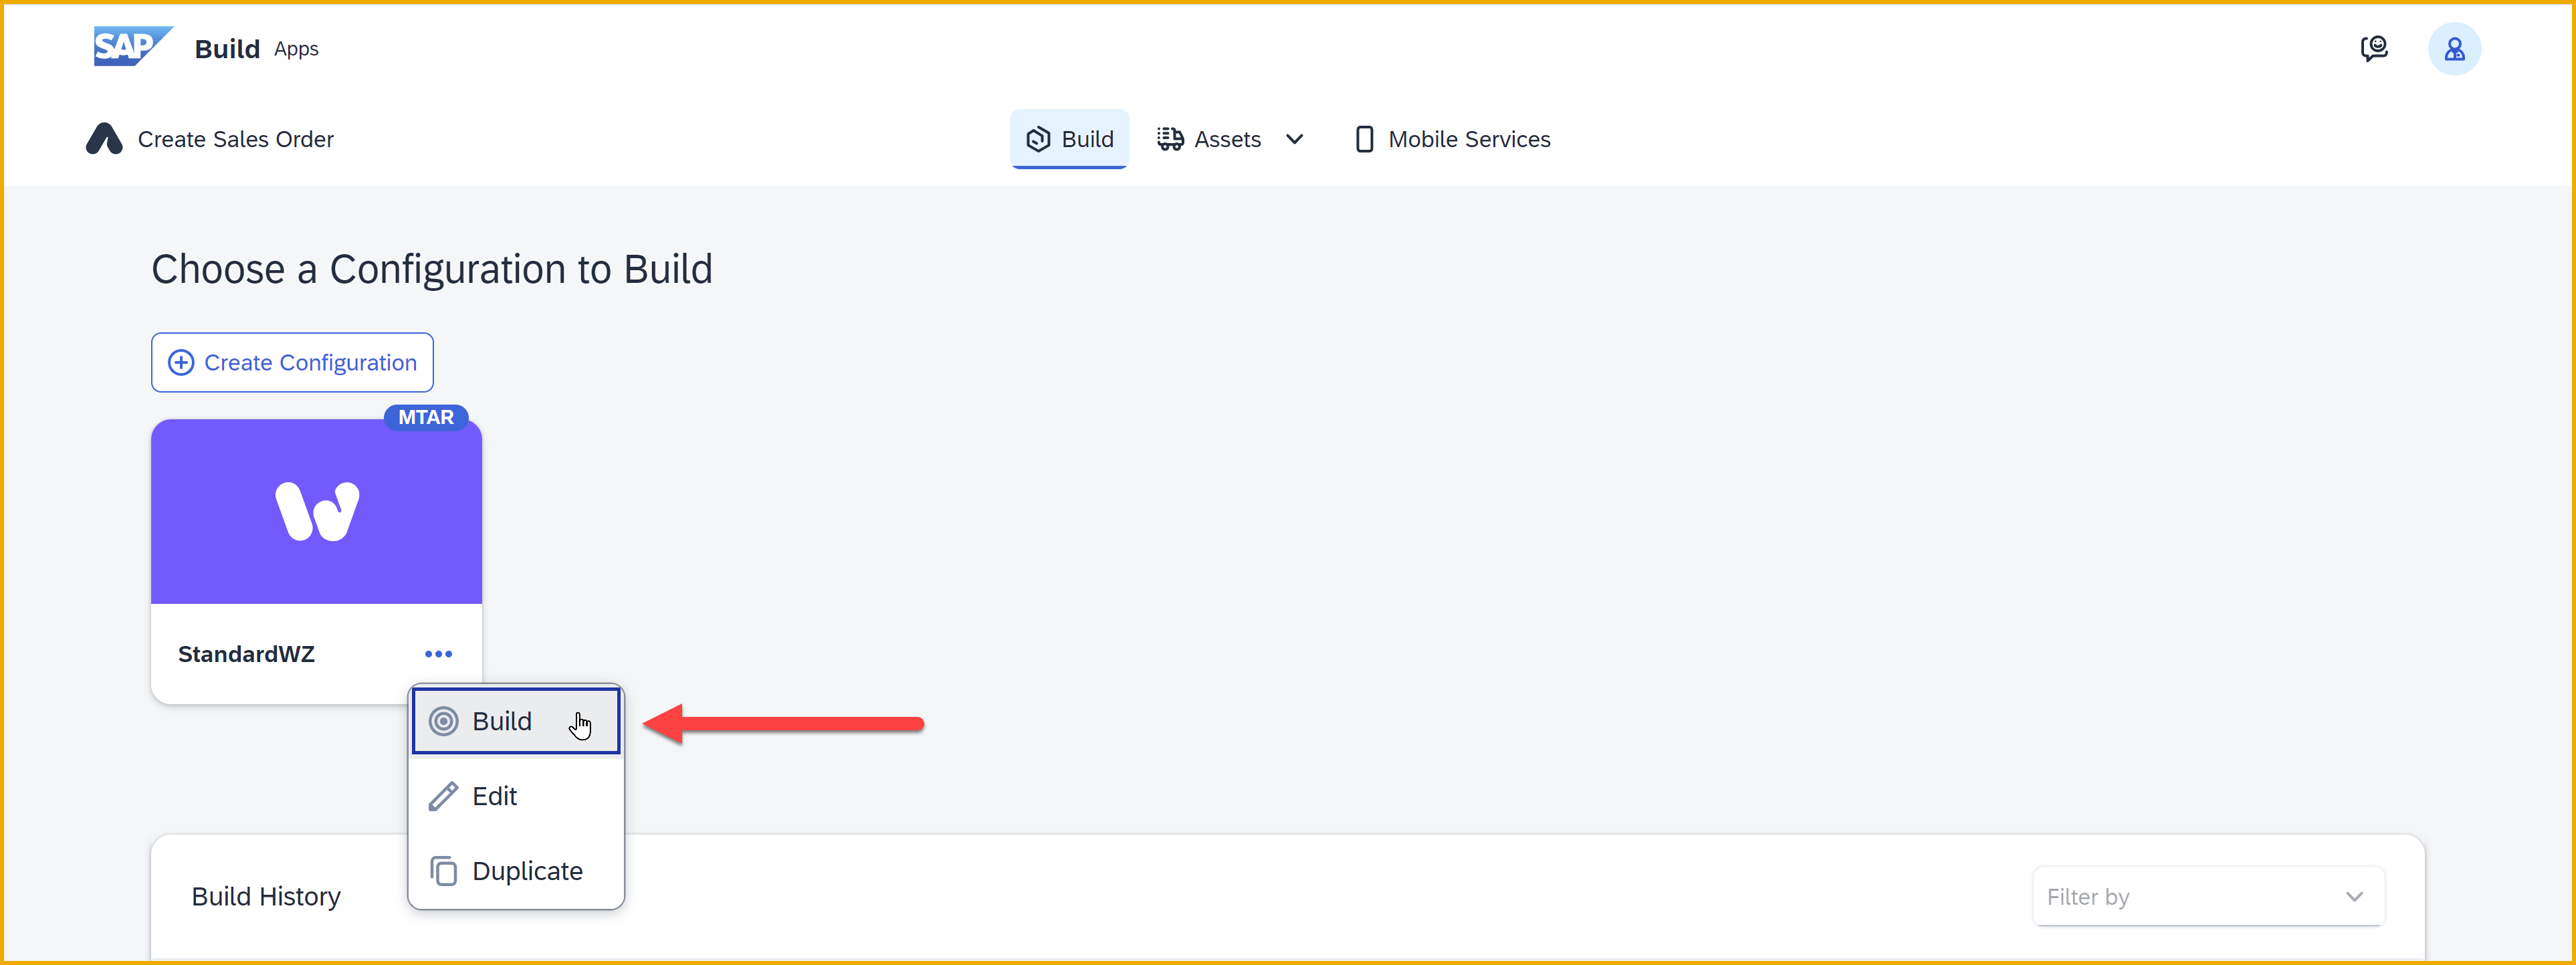 SAP Build Apps
Create Sales Order
Build Assets Mobile Services
Choose a Configuration to Build
Create Configuration
MTAR
StandardWZ
Build
Edit
Duplicate
Build History
Filter by